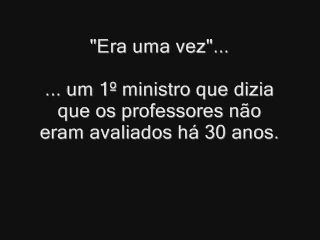 "Era uma vez"...
... um 1º ministro que dizia
que os professores não
eram avaliados há 30 anos.